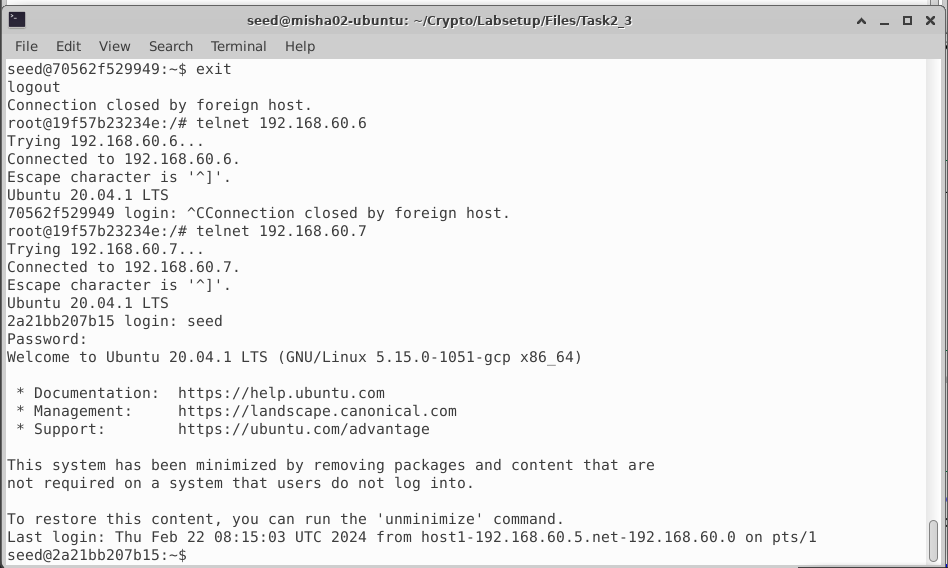 seed@misha02-ubuntu: ~/Crypto/Labsetup/Files/Task2_3
File Edit View Search Terminal Help
seed@70562f529949:~$ exit
logout
Connection closed by foreign host.
root@19f57b23234e:/# telnet 192.168.60.6
Trying 192.168.60.6...
Connected to 192.168.60.6.
Escape character is '^]'.
Ubuntu 20.04.1 LTS
70562f529949 login: ^CConnection closed by foreign host.
root@19f57b23234e:/# telnet 192.168.60.7
Trying 192.168.60.7...
Connected to 192.168.60.7.
Escape character is '^]'.
Ubuntu 20.04.1 LTS
2a21bb207b15 login: seed
Password:
Welcome to Ubuntu 20.04.1 LTS (GNU/Linux 5.15.0-1051-gcp x86_64)
 * Documentation:  https://help.ubuntu.com
 * Management:     https://landscape.canonical.com
 * Support:        https://ubuntu.com/advantage
This system has been minimized by removing packages and content that are
not required on a system that users do not log into.
To restore this content, you can run the 'unminimize' command.
Last login: Thu Feb 22 08:15:03 UTC 2024 from host1-192.168.60.5.net-192.168.60.0 on pts/1
seed@2a21bb207b15:~$